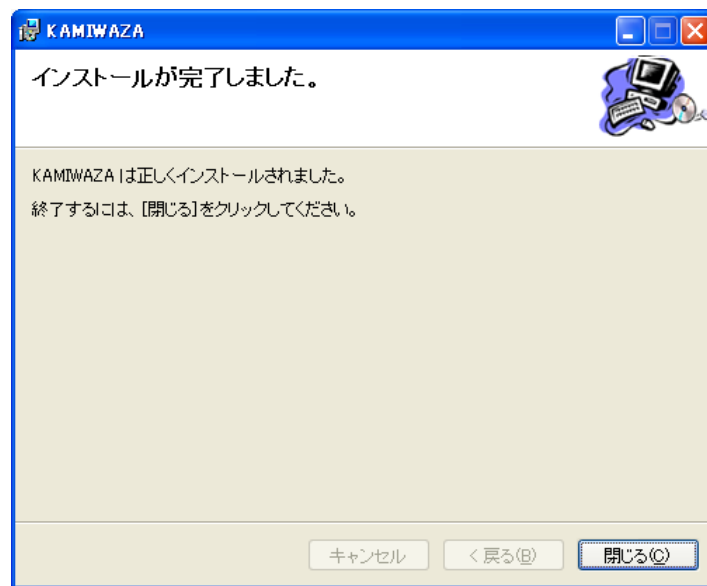 KAMIWAZA
インストールが完了しました。
KAMIWAZA は正しくインストールされました。
終了するには、[閉じる]をクリックしてください。
キャンセル
< 戻る(B)
閉じる(C)